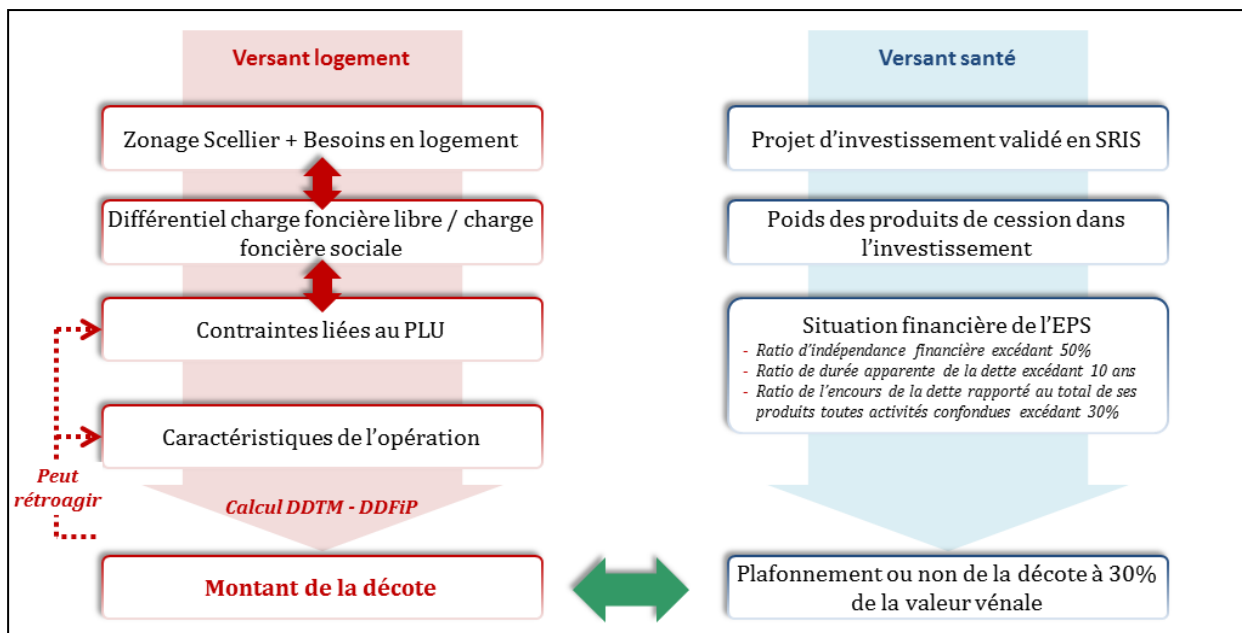 Versant logement
Zonage Scellier + Besoins en logement
Différentiel charge foncière libre / charge
foncière sociale
Contraintes liées au PLU
Caractéristiques de l'opération
Peut
rétroagir
Calcul DDTM - DDFiP
Montant de la décote
Versant santé
Projet d'investissement validé en SRIS
Poids des produits de cession dans
l'investissement
Situation financière de l'EPS
- Ratio d'indépendance financière excédant 50%
- Ratio de durée apparente de la dette excédant 10 ans
- Ratio de l'encours de la dette rapporté au total de ses
produits toutes activités confondues excédant 30%
Plafonnement ou non de la décote à 30%
de la valeur vénale